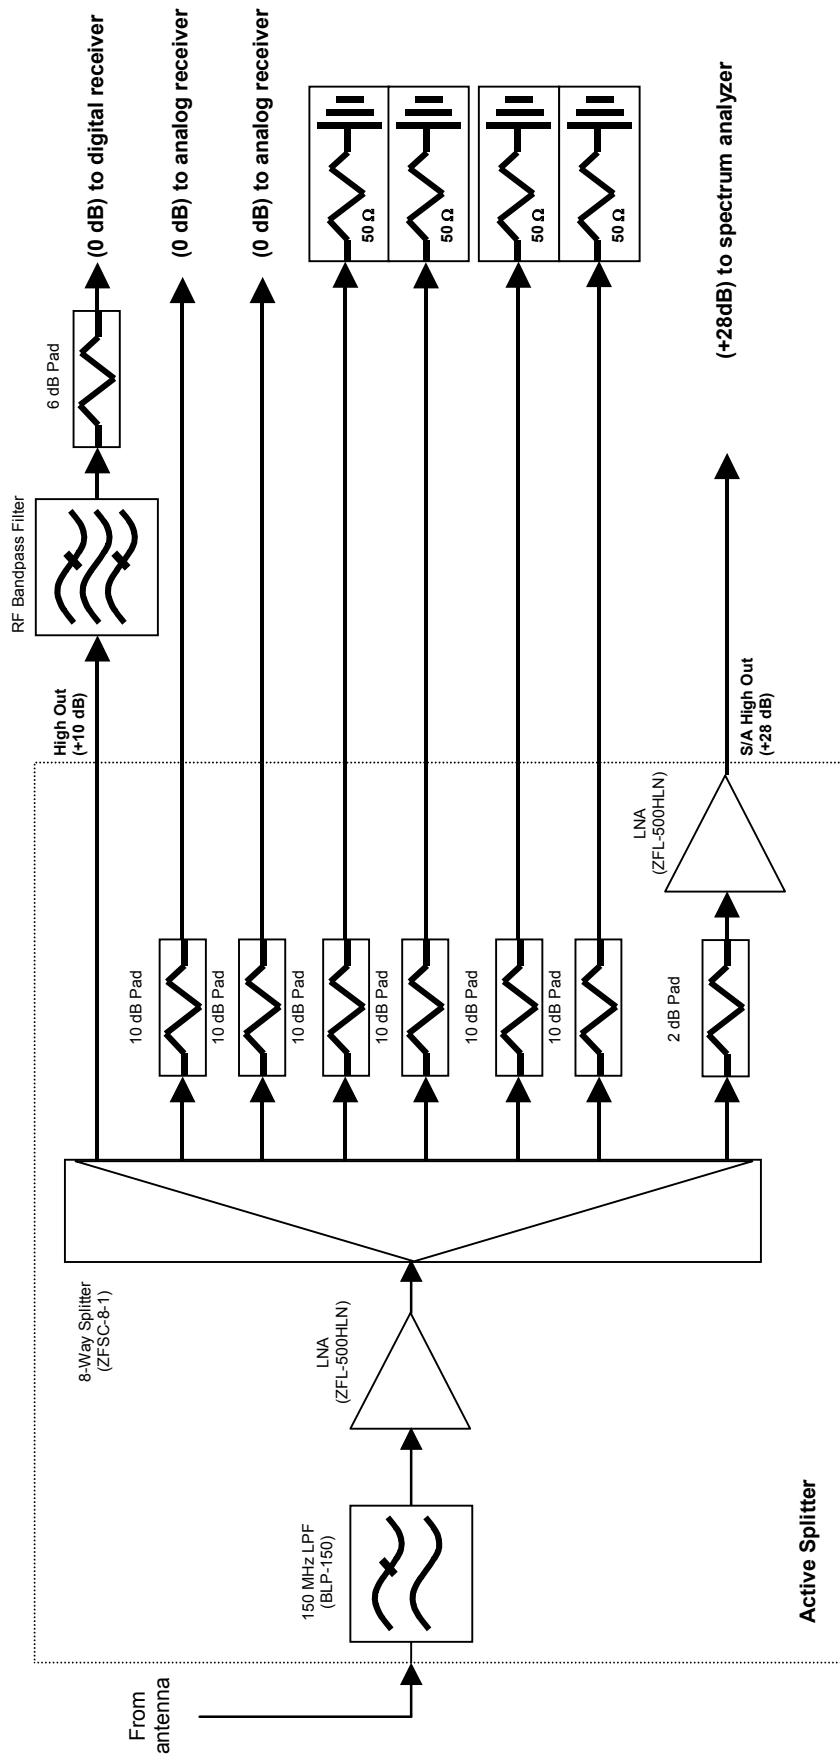 From
antenna
150 MHz LPF
(BLP-150)
LNA
(ZFL-500HLN)
8-Way Splitter
(ZFSC-8-1)
10 dB Pad
10 dB Pad
10 dB Pad
10 dB Pad
10 dB Pad
10 dB Pad
2 dB Pad
LNA
(ZFL-500HLN)
High Out
(+10 dB)
S/A High Out
(+28 dB)
RF Bandpass Filter
6 dB Pad
(0 dB) to digital receiver
(0 dB) to analog receiver
(0 dB) to analog receiver
50 Ω
50 Ω
50 Ω
50 Ω
(+28dB) to spectrum analyzer
Active Splitter